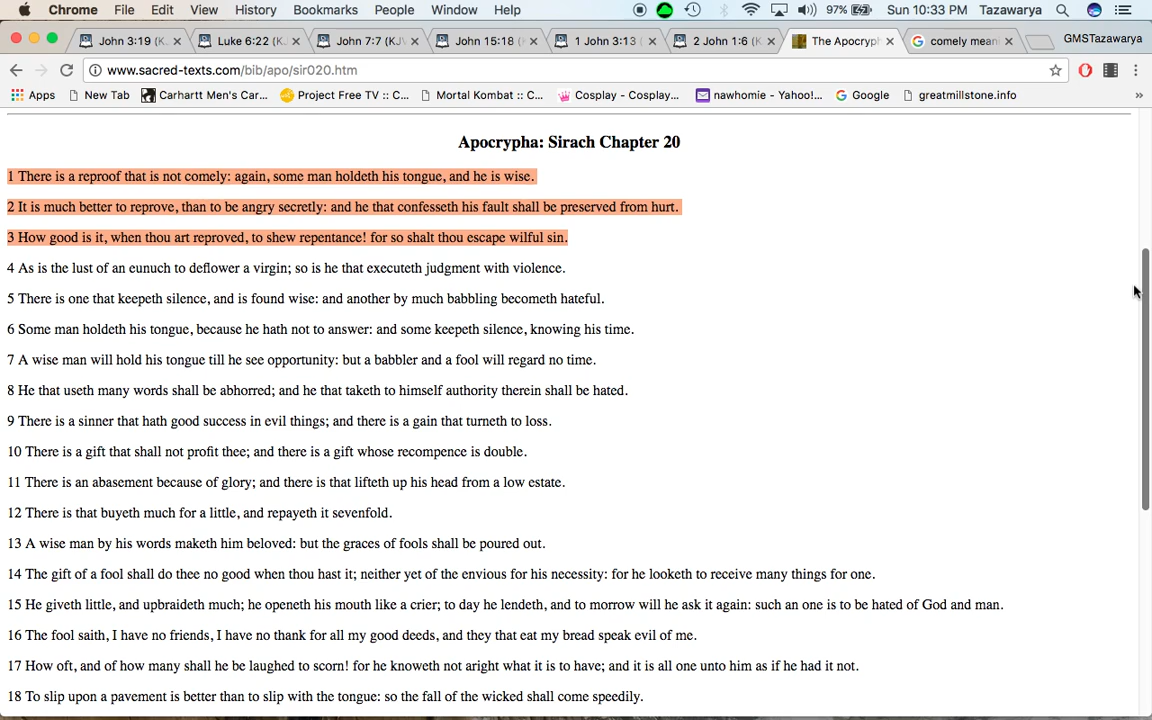 Chrome File Edit View History Bookmarks People Window Help 97% Sun 10:33 PM Tazawarya
John 3:19 (K Luke 6:22 (K John 7:7 (KJV John 15:18 ( 1 John 3:13 ( 2 John 1:6 (K The Apocryph comely mean GMSTazawarya
www.sacred-texts.com/bib/apo/sir020.htm
Apps New Tab Carhartt Men's Car... Project Free TV :: C... Mortal Kombat :: C... Cosplay - Cosplay... nawhomie - Yahoo!... Google greatmillstone.info »
Apocrypha: Sirach Chapter 20
1 There is a reproof that is not comely: again, some man holdeth his tongue, and he is wise.
2 It is much better to reprove, than to be angry secretly: and he that confesseth his fault shall be preserved from hurt.
3 How good is it, when thou art reproved, to shew repentance! for so shalt thou escape wilful sin.
4 As is the lust of an eunuch to deflower a virgin; so is he that executeth judgment with violence.
5 There is one that keepeth silence, and is found wise: and another by much babbling becometh hateful.
6 Some man holdeth his tongue, because he hath not to answer: and some keepeth silence, knowing his time.
7 A wise man will hold his tongue till he see opportunity: but a babbler and a fool will regard no time.
8 He that useth many words shall be abhorred; and he that taketh to himself authority therein shall be hated.
9 There is a sinner that hath good success in evil things; and there is a gain that turneth to loss.
10 There is a gift that shall not profit thee; and there is a gift whose recompence is double.
11 There is an abasement because of glory; and there is that lifteth up his head from a low estate.
12 There is that buyeth much for a little, and repayeth it sevenfold.
13 A wise man by his words maketh him beloved: but the graces of fools shall be poured out.
14 The gift of a fool shall do thee no good when thou hast it; neither yet of the envious for his necessity: for he looketh to receive many things for one.
15 He giveth little, and upbraideth much; he openeth his mouth like a crier; to day he lendeth, and to morrow will he ask it again: such an one is to be hated of God and man.
16 The fool saith, I have no friends, I have no thank for all my good deeds, and they that eat my bread speak evil of me.
17 How oft, and of how many shall he be laughed to scorn! for he knoweth not aright what it is to have; and it is all one unto him as if he had it not.
18 To slip upon a pavement is better than to slip with the tongue: so the fall of the wicked shall come speedily.